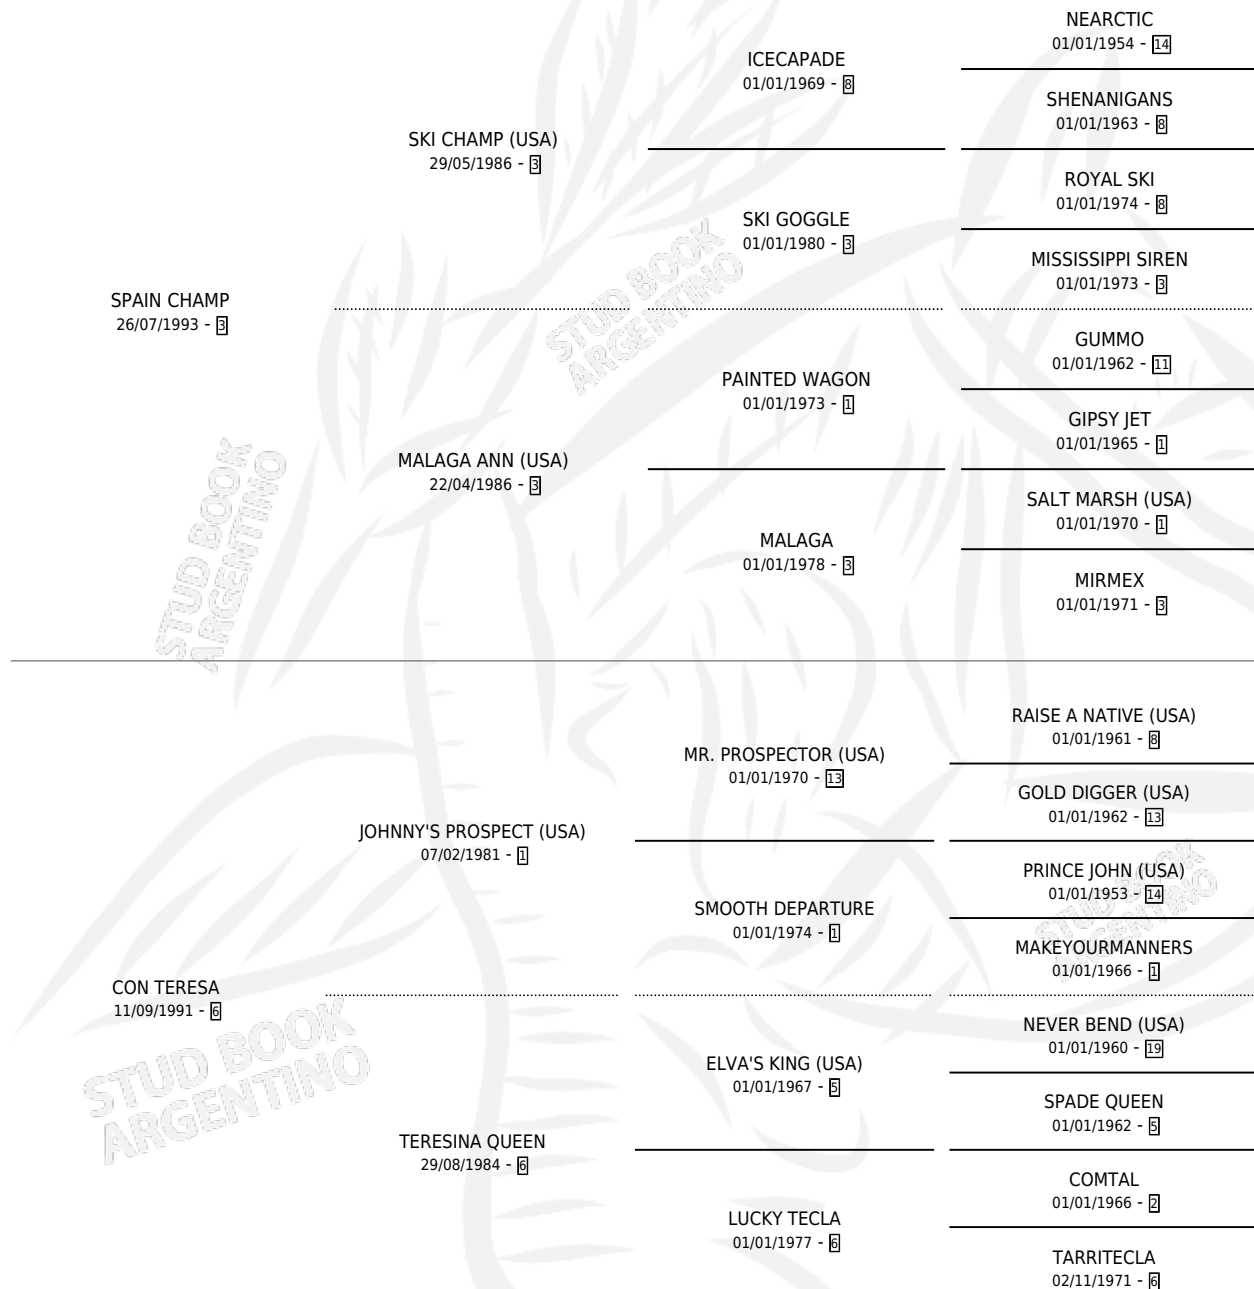 NEARCTIC
01/01/1954 - 14
ICECAPADE
01/01/1969 - 8
SHENANIGANS
01/01/1963 - 8
SKI CHAMP (USA)
29/05/1986 - 3
ROYAL SKI
01/01/1974 - 8
SKI GOGGLE
01/01/1980 - 3
MISSISSIPPI SIREN
01/01/1973 - 3
SPAIN CHAMP
26/07/1993 - 3
GUMMO
01/01/1962 - 11
PAINTED WAGON
01/01/1973 - 1
GIPSY JET
01/01/1965 - 1
MALAGA ANN (USA)
22/04/1986 - 3
SALT MARSH (USA)
01/01/1970 - 1
MALAGA
01/01/1978 - 3
MIRMEX
01/01/1971 - 3
RAISE A NATIVE (USA)
01/01/1961 - 8
MR. PROSPECTOR (USA)
01/01/1970 - 13
GOLD DIGGER (USA)
01/01/1962 - 13
JOHNNY'S PROSPECT (USA)
07/02/1981 - 1
PRINCE JOHN (USA)
01/01/1953 - 14
SMOOTH DEPARTURE
01/01/1974 - 1
MAKEYOURMANNERS
01/01/1966 - 1
CON TERESA
11/09/1991 - 6
NEVER BEND (USA)
01/01/1960 - 19
ELVA'S KING (USA)
01/01/1967 - 5
SPADE QUEEN
01/01/1962 - 5
TERESINA QUEEN
29/08/1984 - 6
COMTAL
01/01/1966 - 2
LUCKY TECLA
01/01/1977 - 6
TARRITECLA
02/11/1971 - 6
STUD BOOK
ARGENTINO
STUD BOOK
ARGENTINO
STUD BOOK
ARGENTINO
STUD BOOK
ARGENTINO